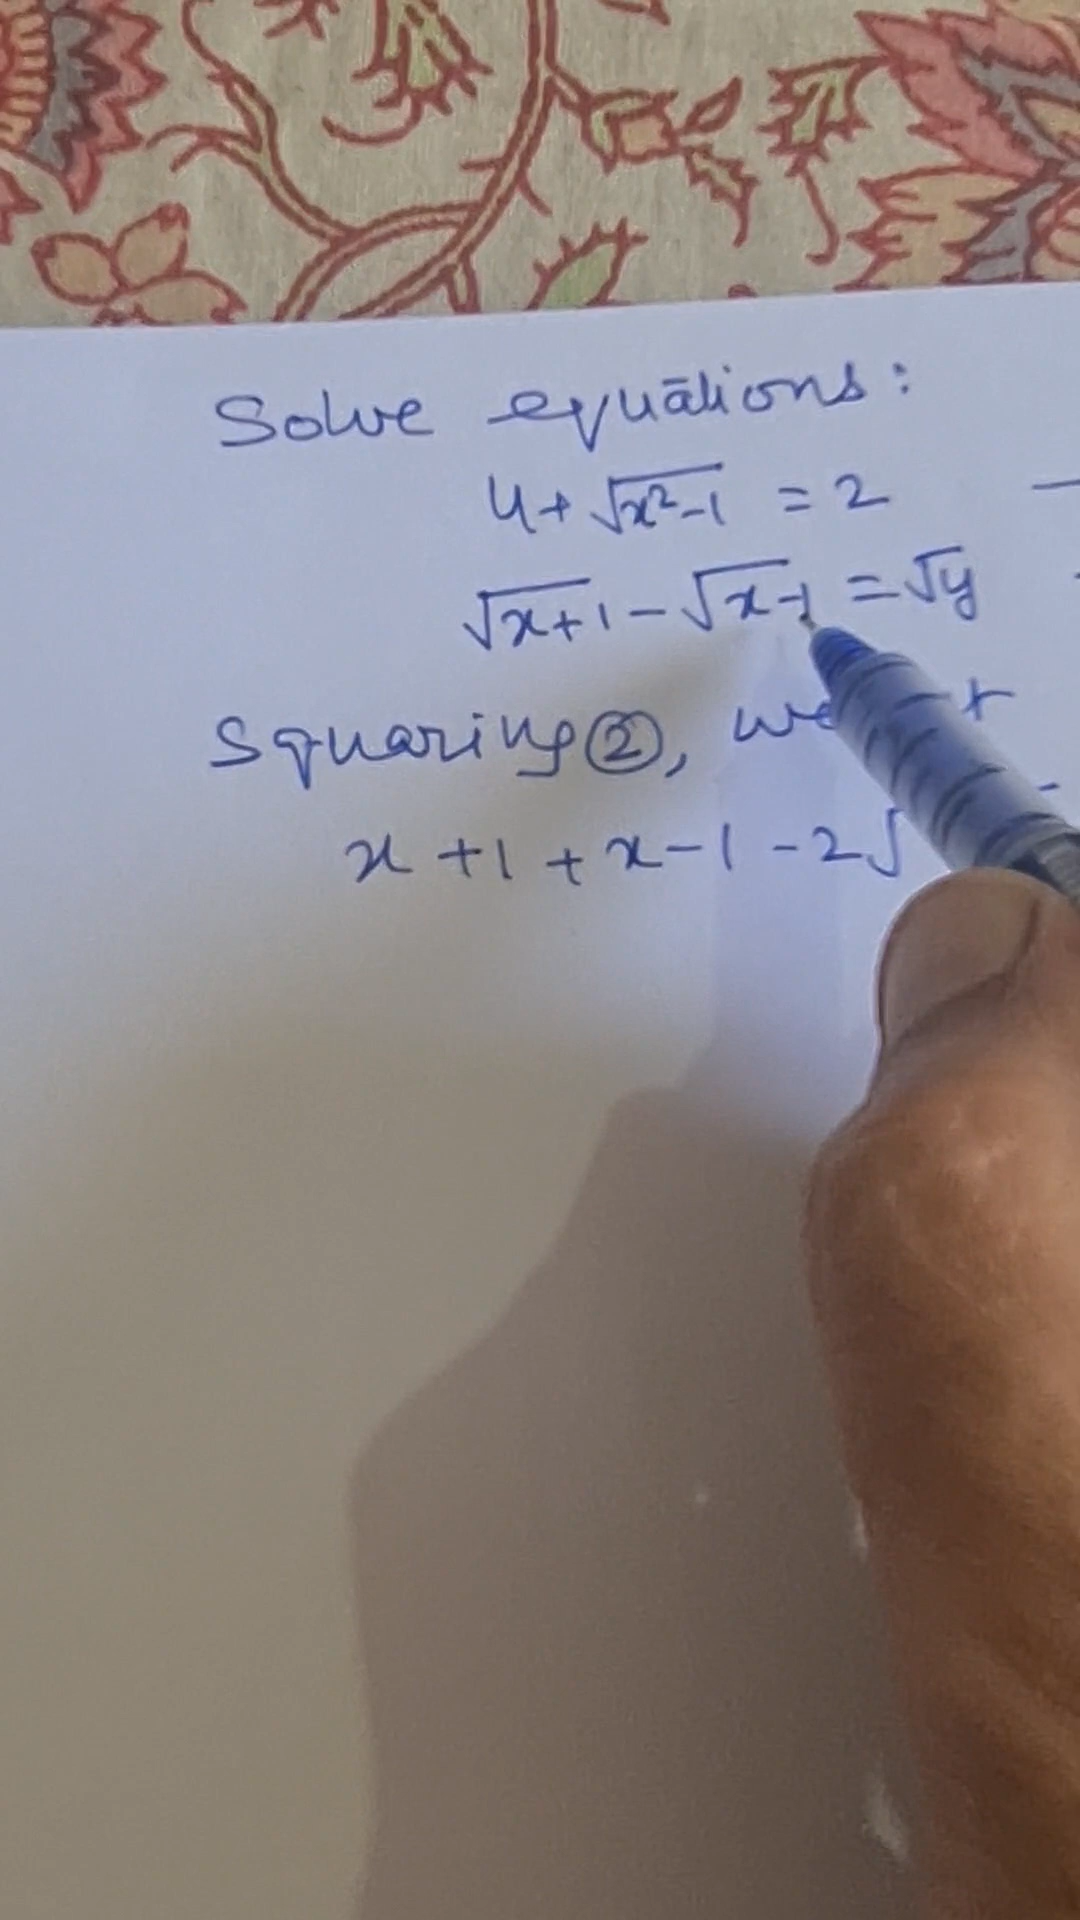 Solve equations:
y + √x²-1 = 2
√x+1 - √x-1 = √y
Squaring ②, we
x + 1 + x - 1 - 2√